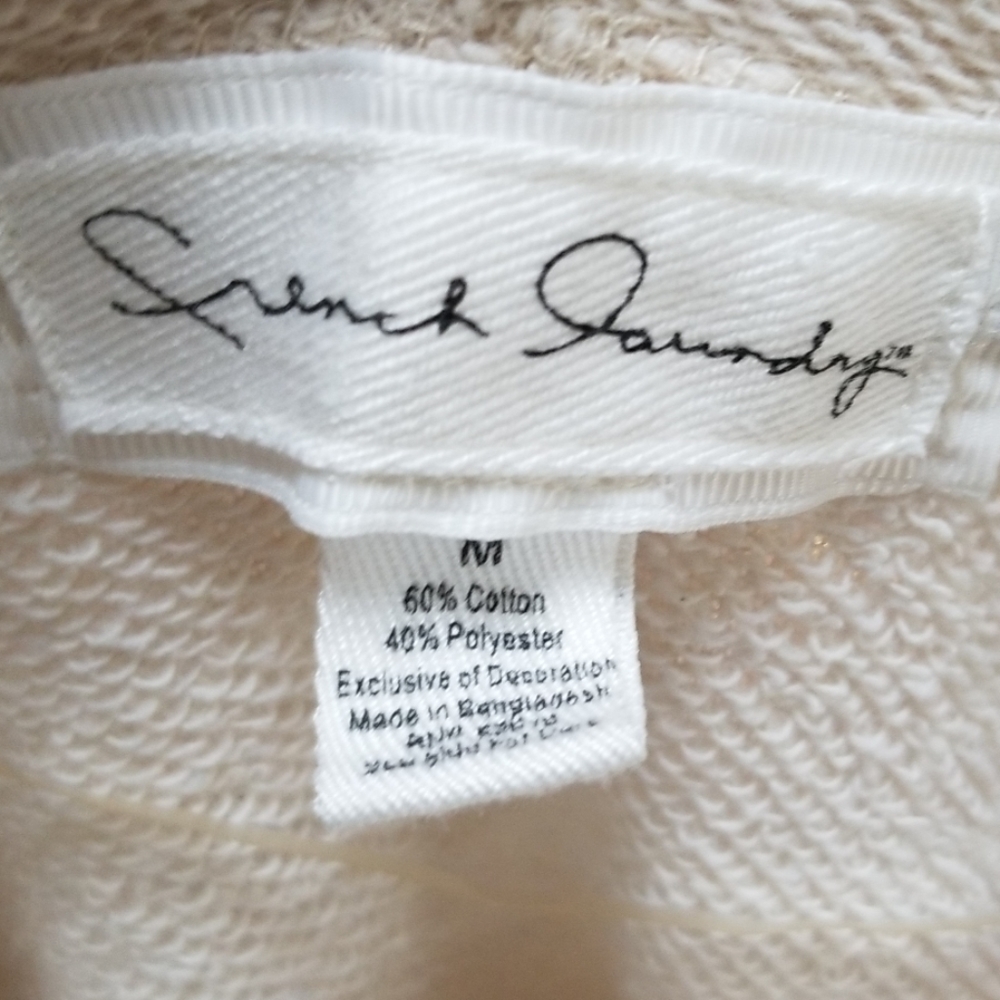 French Laundry™
M
60% Cotton
40% Polyester
Exclusive of Decoration
Made in Bangladesh